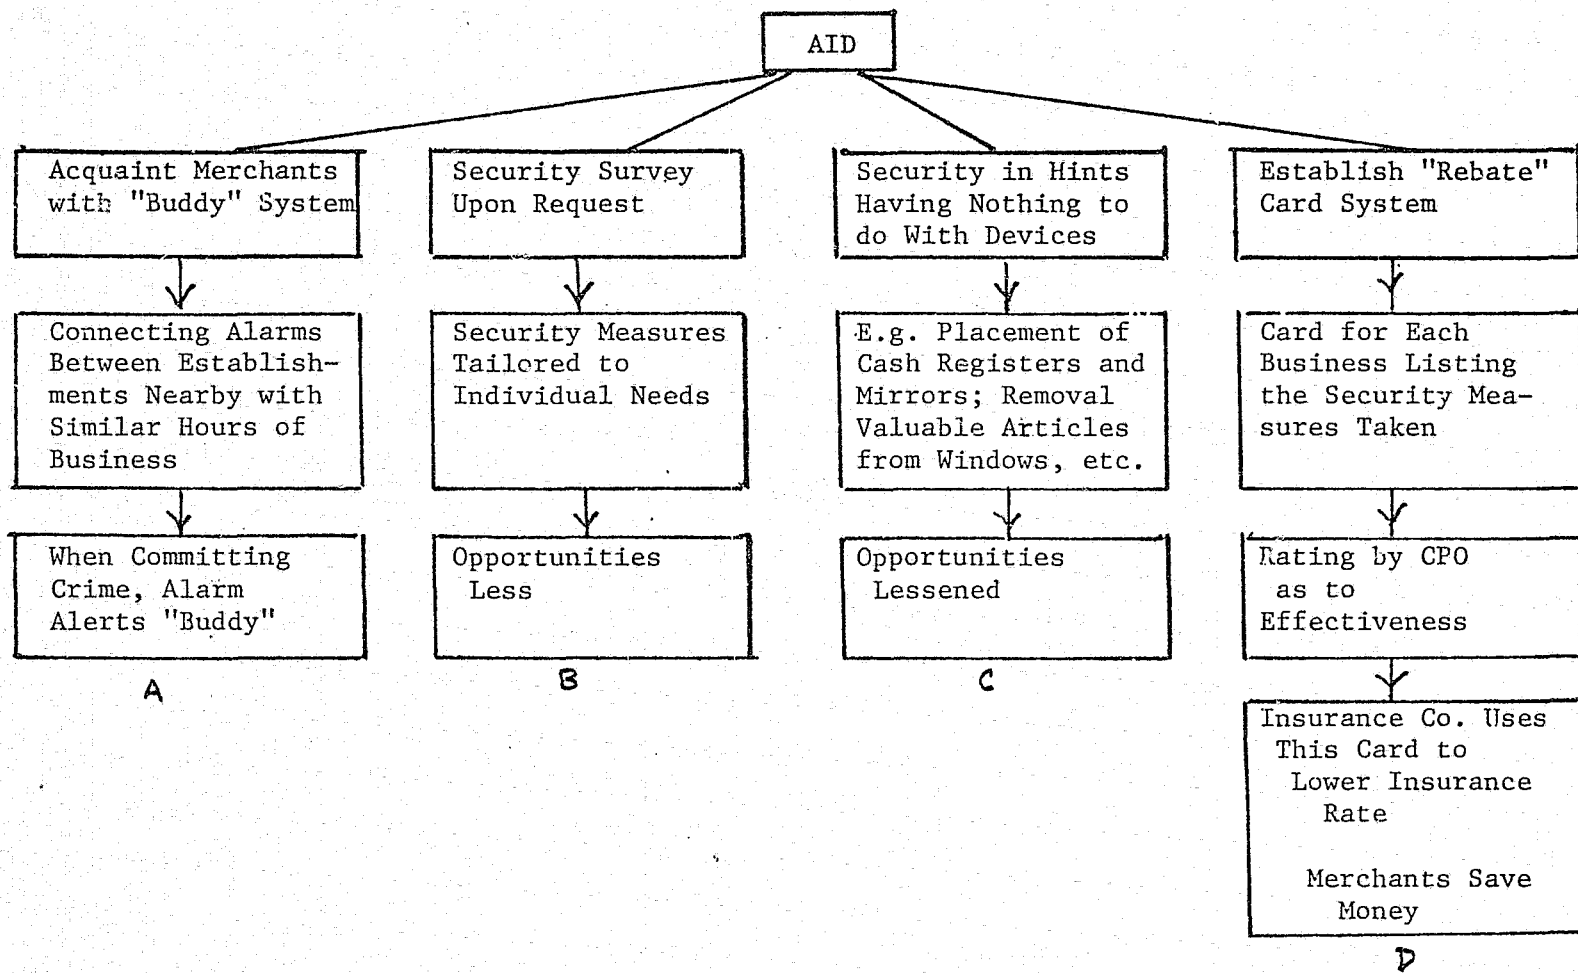 AID
Acquaint Merchants
with "Buddy" System
Connecting Alarms
Between Establish-
ments Nearby with
Similar Hours of
Business
When Committing
Crime, Alarm
Alerts "Buddy"
A
Security Survey
Upon Request
Security Measures
Tailored to
Individual Needs
Opportunities
Less
B
Security in Hints
Having Nothing to
do With Devices
E.g. Placement of
Cash Registers and
Mirrors; Removal
Valuable Articles
from Windows, etc.
Opportunities
Lessened
C
Establish "Rebate"
Card System
Card for Each
Business Listing
the Security Mea-
sures Taken
Rating by CPO
as to
Effectiveness
Insurance Co. Uses
This Card to
Lower Insurance
Rate
Merchants Save
Money
D